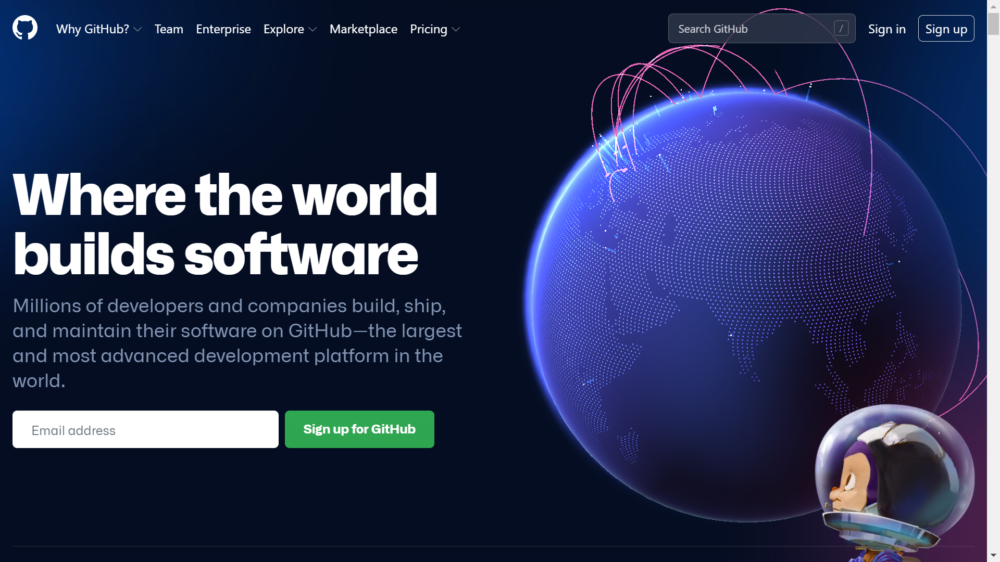 Why GitHub? Team Enterprise Explore Marketplace Pricing Search GitHub / Sign in Sign up
Where the world
builds software
Millions of developers and companies build, ship,
and maintain their software on GitHub—the largest
and most advanced development platform in the
world.
Email address Sign up for GitHub